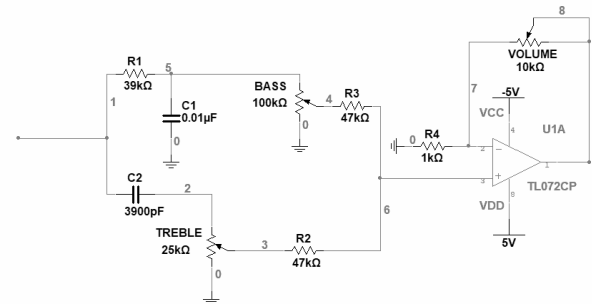 8
R1
39kΩ
5
1
C1
0.01µF
0
BASS
100kΩ
4
R3
47kΩ
0
VOLUME
10kΩ
7
-5V
VCC
4
U1A
0
R4
1kΩ
2
3
1
TL072CP
8
VDD
5V
C2
3900pF
2
6
TREBLE
25kΩ
3
R2
47kΩ
0